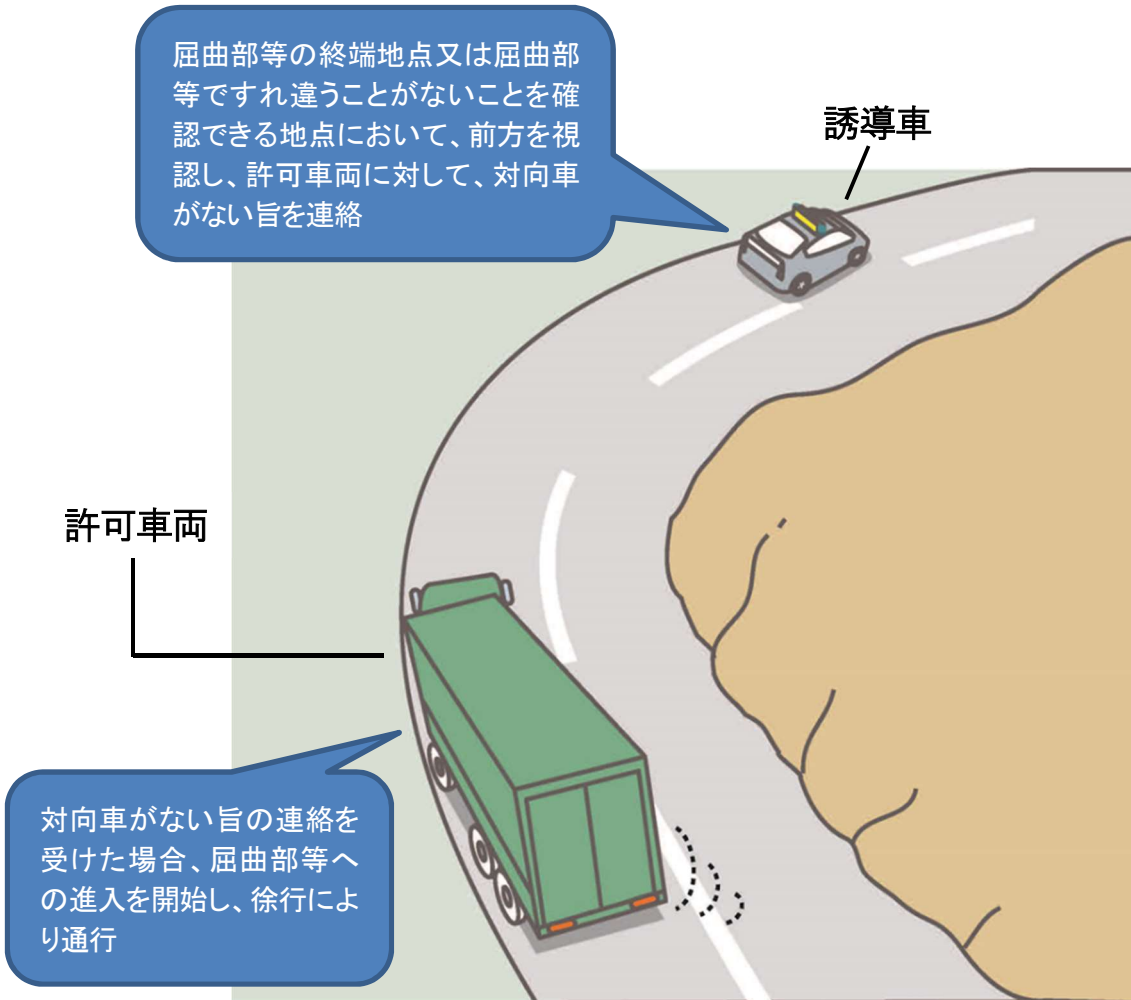 屈曲部等の終端地点又は屈曲部
等ですれ違うことがないことを確
認できる地点において、前方を視
認し、許可車両に対して、対向車
がない旨を連絡
誘導車
許可車両
対向車がない旨の連絡を
受けた場合、屈曲部等へ
の進入を開始し、徐行によ
り通行